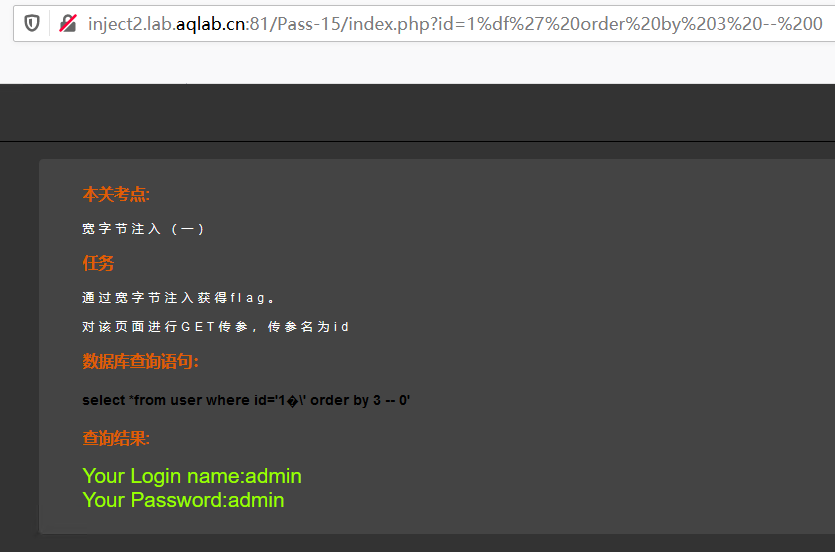 inject2.lab.aqlab.cn:81/Pass-15/index.php?id=1%df%27%20order%20by%203%20--%200
本关考点:
宽字节注入（一）
任务
通过宽字节注入获得flag。
对该页面进行GET传参，传参名为id
数据库查询语句:
select *from user where id='1�\' order by 3 -- 0'
查询结果:
Your Login name:admin
Your Password:admin